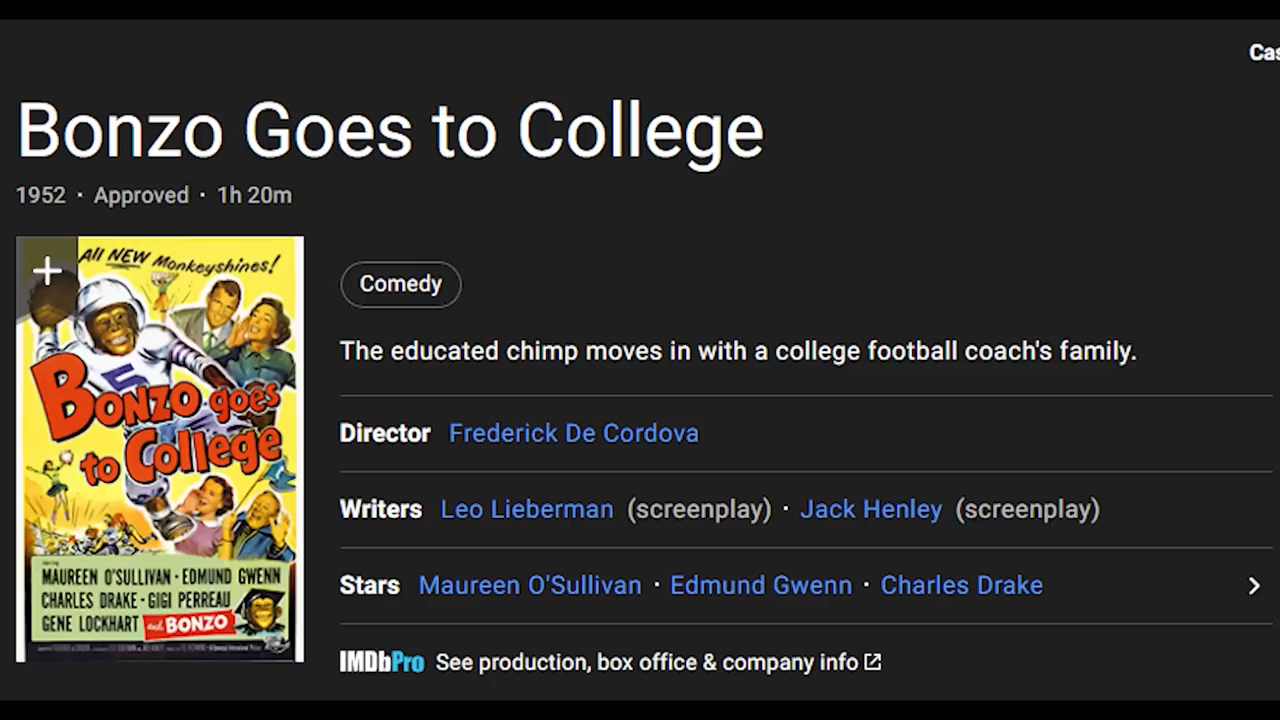 Cas
Bonzo Goes to College
1952 · Approved · 1h 20m
All NEW Monkeyshines!
5
BONZO goes
to College
MAUREEN O'SULLIVAN · EDMUND GWENN
CHARLES DRAKE · GIGI PERREAU
GENE LOCKHART and BONZO
Comedy
The educated chimp moves in with a college football coach's family.
Director Frederick De Cordova
Writers Leo Lieberman (screenplay) · Jack Henley (screenplay)
Stars Maureen O'Sullivan · Edmund Gwenn · Charles Drake
IMDbPro See production, box office & company info